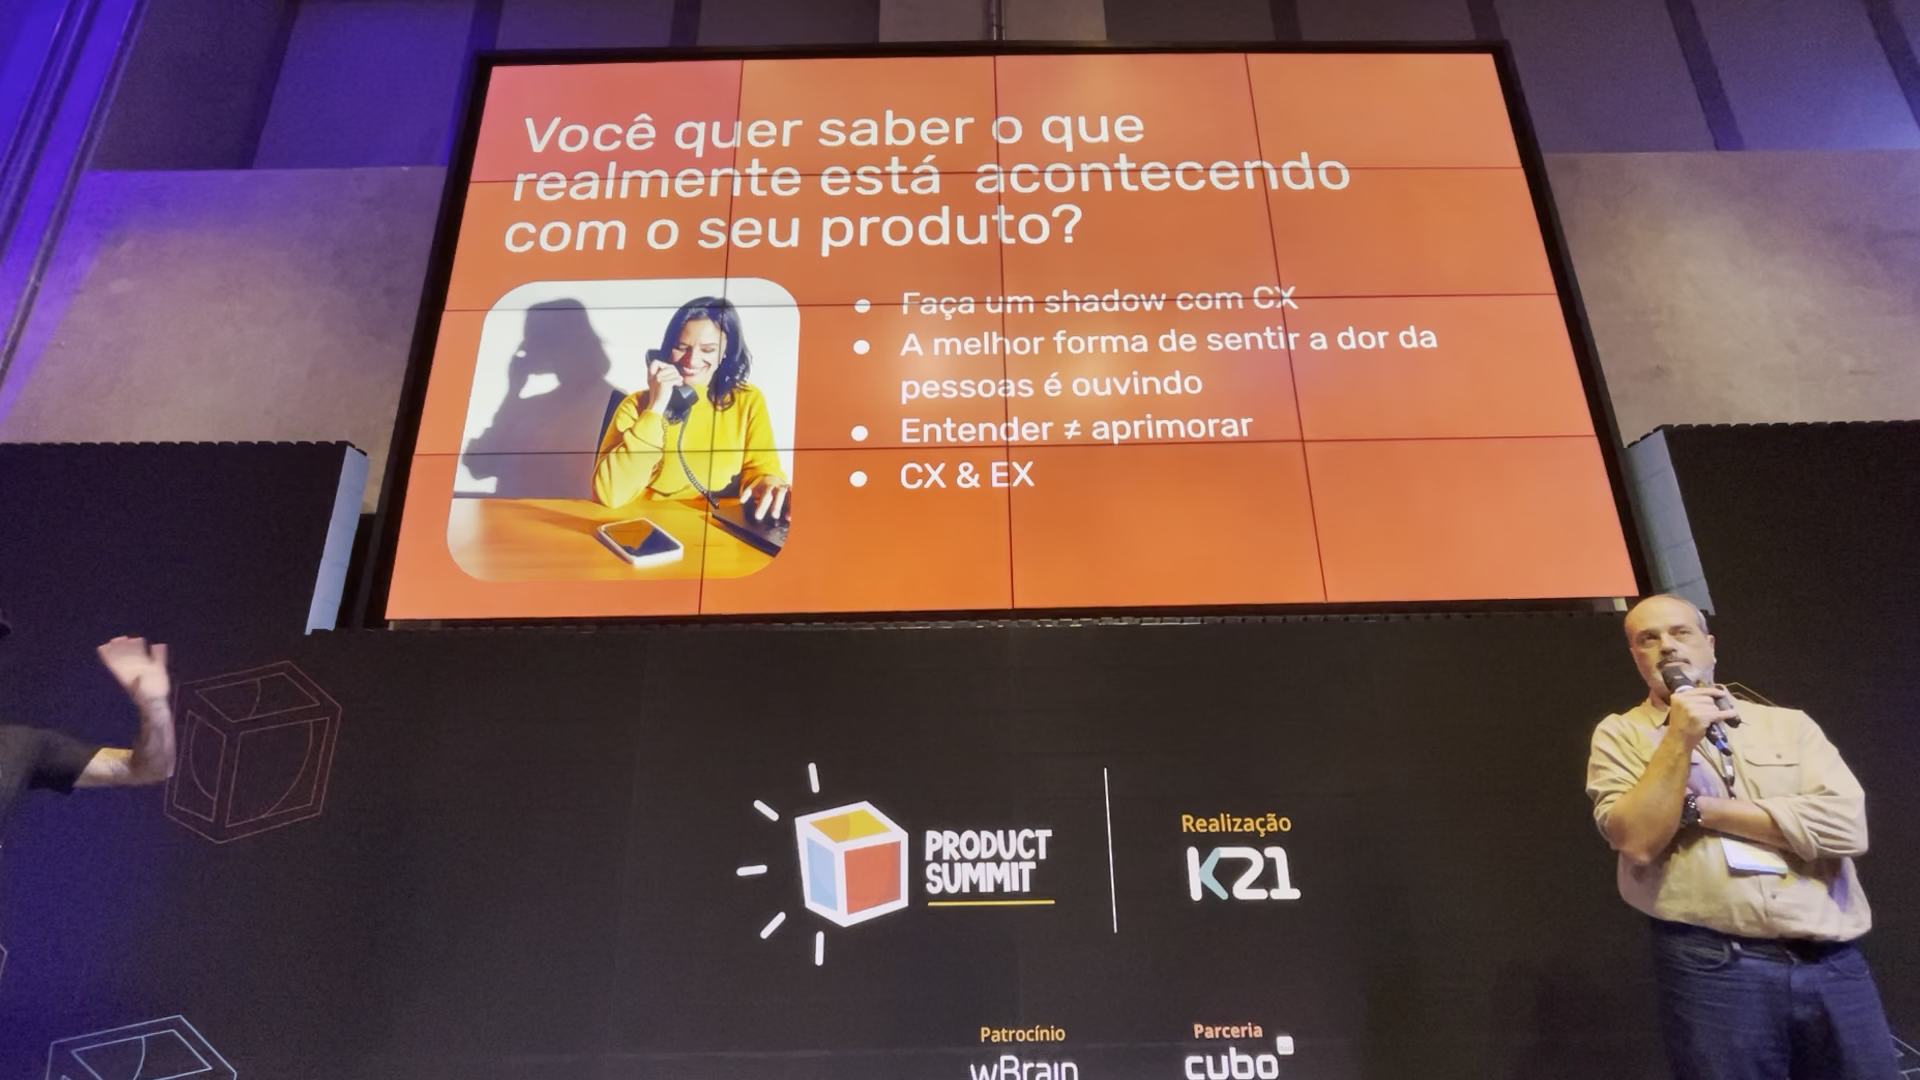 Você quer saber o que
realmente está acontecendo
com o seu produto?
● Faça um shadow com CX
● A melhor forma de sentir a dor da
pessoas é ouvindo
● Entender ≠ aprimorar
● CX & EX
PRODUCT
SUMMIT
Realização
K21
Patrocínio
wBrain
Parceria
cubo